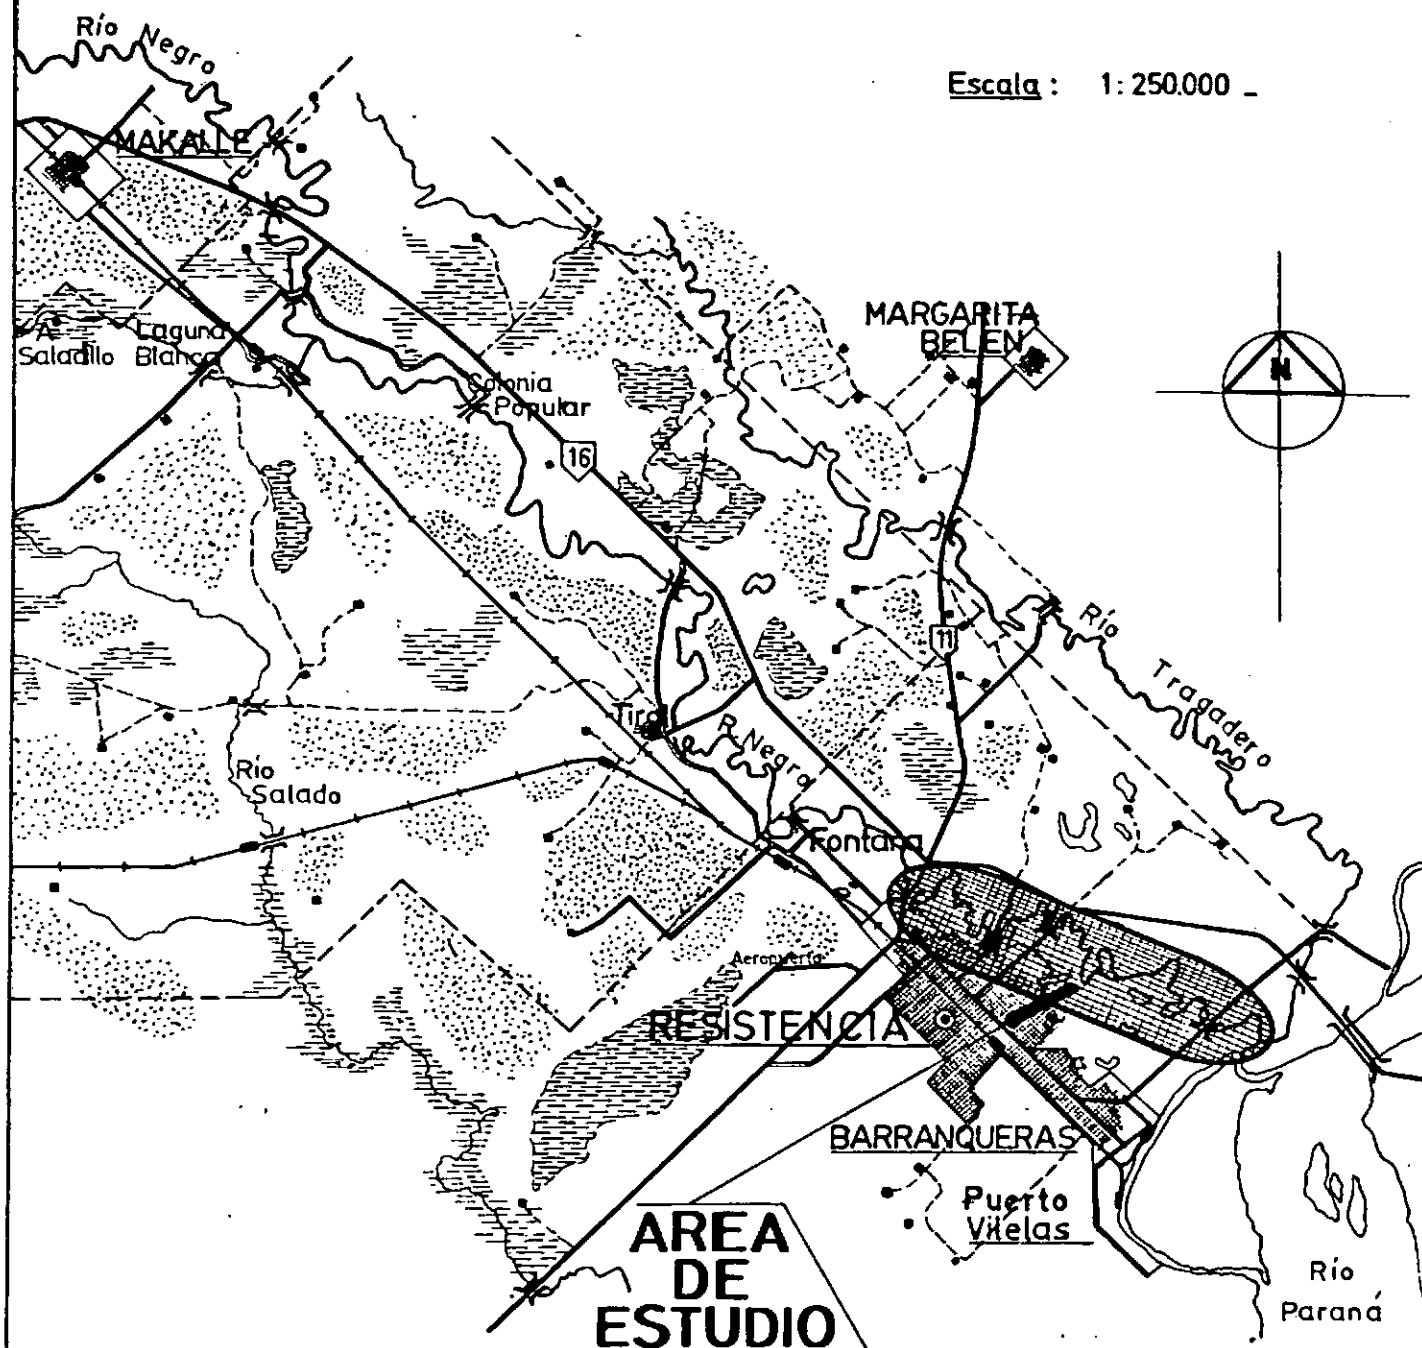 Río Negro
Escala : 1: 250.000 _
MAKALLE
MARGARITA
BELEN
N
A.
Saladillo
Laguna
Blanca
Colonia
Popular
16
11
Río Tragadero
Tirol
R. Negra
Río
Salado
Fontana
Aeropuerto
RESISTENCIA
BARRANQUERAS
Puerto
Vilelas
AREA
DE
ESTUDIO
Río
Paraná